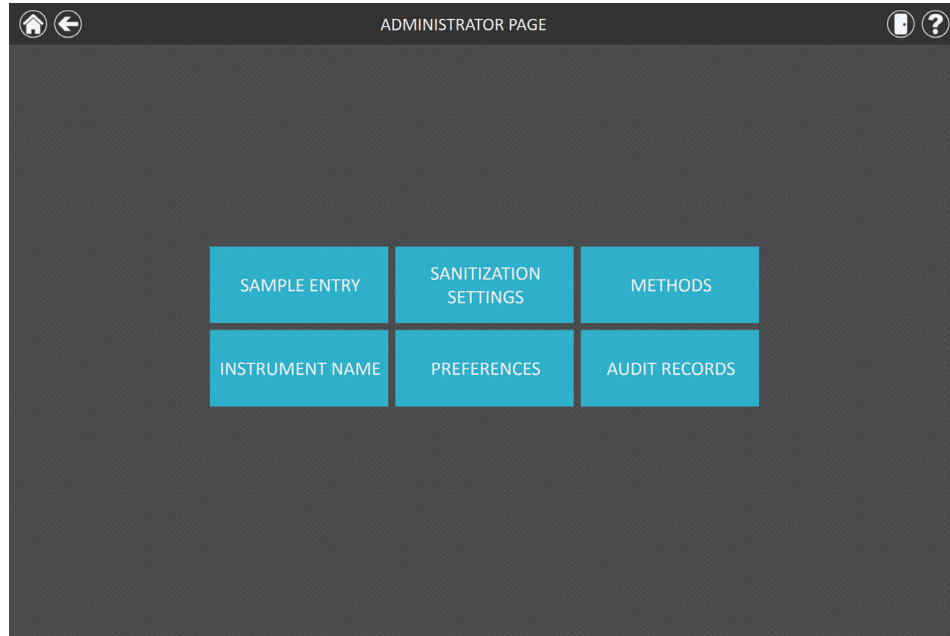 ADMINISTRATOR PAGE
?
SAMPLE ENTRY
SANITIZATION
SETTINGS
METHODS
INSTRUMENT NAME
PREFERENCES
AUDIT RECORDS